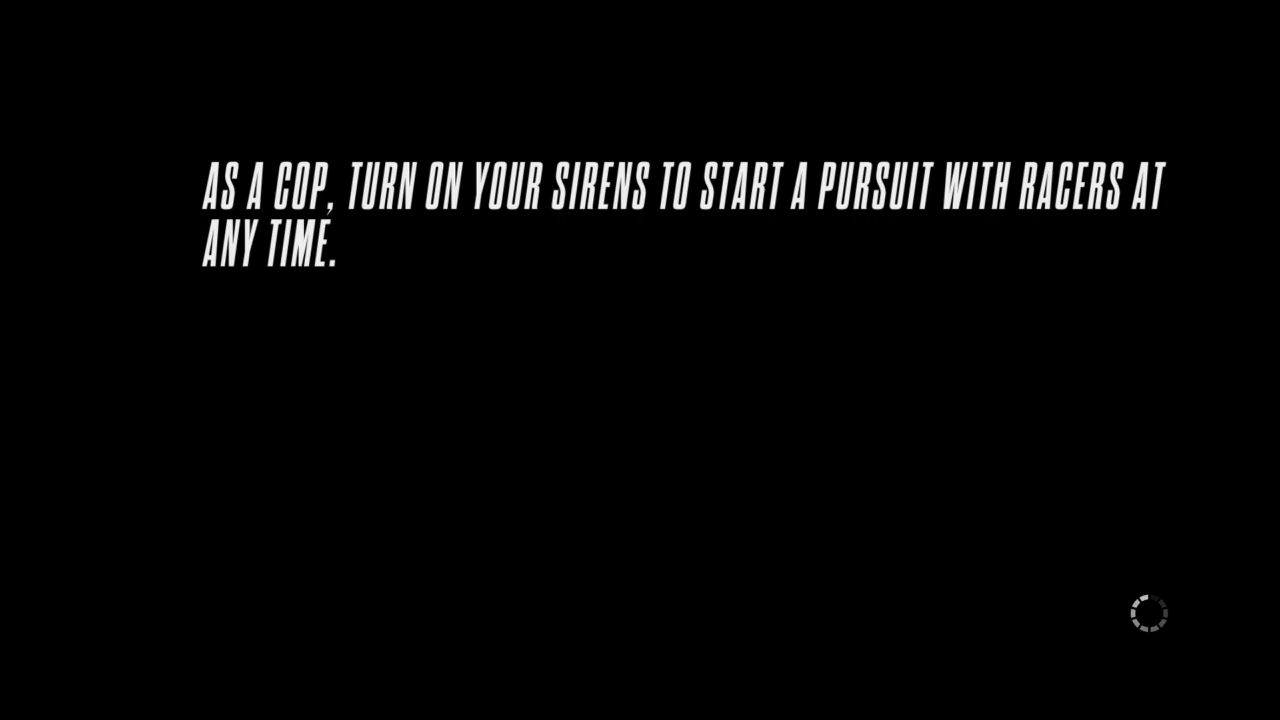 AS A COP, TURN ON YOUR SIRENS TO START A PURSUIT WITH RACERS AT
ANY TIME.